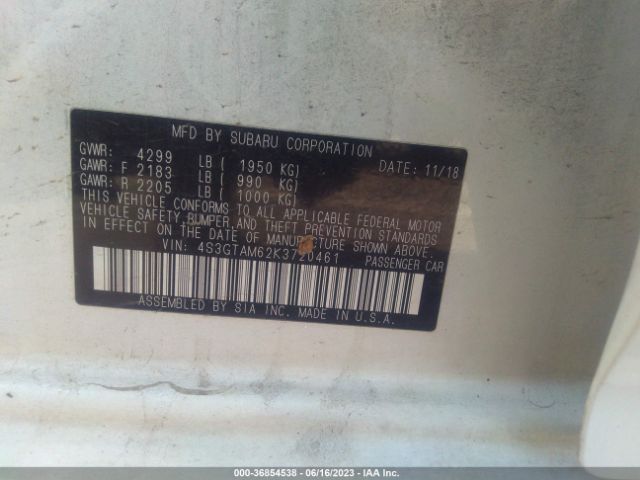 MFD BY SUBARU CORPORATION
GVWR: 4299 LB ( 1950 KG) DATE: 11/18
GAWR: F 2183 LB ( 990 KG)
GAWR: R 2205 LB ( 1000 KG)
THIS VEHICLE CONFORMS TO ALL APPLICABLE FEDERAL MOTOR
VEHICLE SAFETY, BUMPER, AND THEFT PREVENTION STANDARDS
IN EFFECT ON THE DATE OF MANUFACTURE SHOWN ABOVE.
VIN: 4S3GTAM62K3720461 PASSENGER CAR
ASSEMBLED BY SIA INC. MADE IN U.S.A.
000-36854538 - 06/16/2023 - IAA Inc.